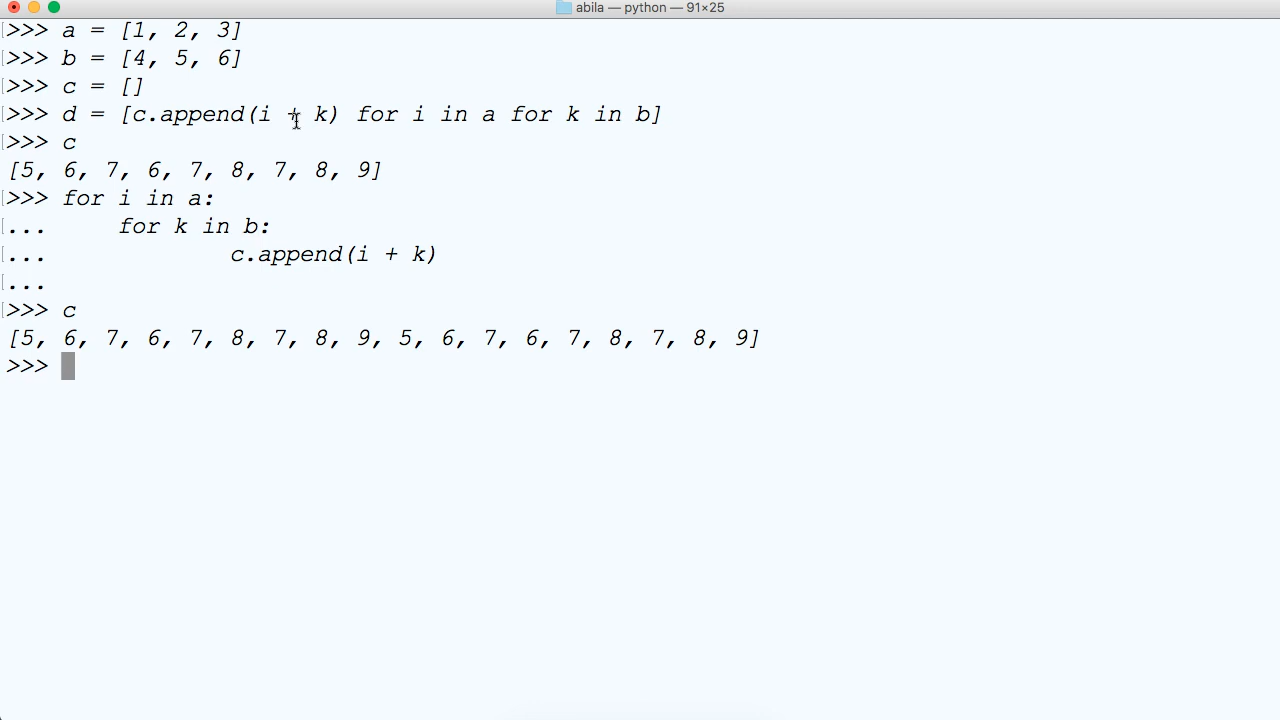 abila — python — 91×25
>>> a = [1, 2, 3]
>>> b = [4, 5, 6]
>>> c = []
>>> d = [c.append(i + k) for i in a for k in b]
>>> c
[5, 6, 7, 6, 7, 8, 7, 8, 9]
>>> for i in a:
...     for k in b:
...             c.append(i + k)
...
>>> c
[5, 6, 7, 6, 7, 8, 7, 8, 9, 5, 6, 7, 6, 7, 8, 7, 8, 9]
>>>